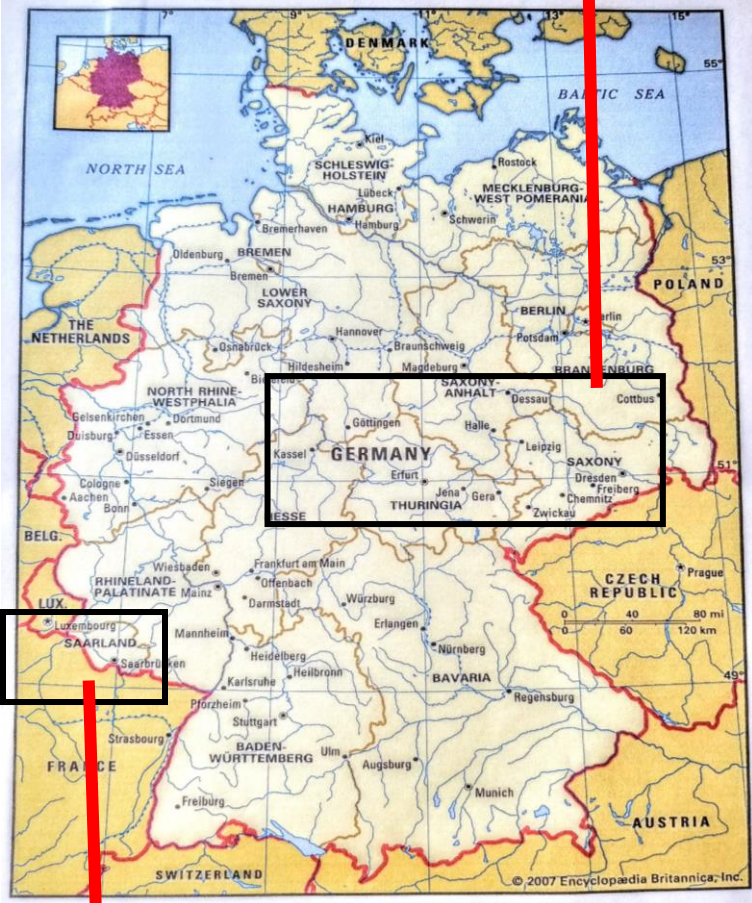 7° 9° 11° 13° 15°
DENMARK
55°
BALTIC SEA
NORTH SEA
Kiel
SCHLESWIG-
HOLSTEIN
Rostock
Lübeck
MECKLENBURG-
WEST POMERANIA
HAMBURG
Hamburg
Schwerin
Bremerhaven
Oldenburg
BREMEN
Bremen
53°
POLAND
LOWER
SAXONY
BERLIN
THE
NETHERLANDS
Hannover
Potsdam
Osnabrück
Braunschweig
Hildesheim
Magdeburg
NORTH RHINE-
WESTPHALIA
SAXONY-
ANHALT
Dessau
Cottbus
Gelsenkirchen
Dortmund
Göttingen
Duisburg
Essen
Halle
Leipzig
Düsseldorf
Kassel
GERMANY
SAXONY
51°
Cologne
Siegen
Erfurt
Dresden
Aachen
Jena
Gera
Freiberg
Bonn
THURINGIA
Chemnitz
Zwickau
BELG.
Wiesbaden
Frankfurt am Main
Offenbach
RHINELAND-
PALATINATE
Mainz
Darmstadt
Würzburg
CZECH
REPUBLIC
Prague
LUX.
Luxembourg
0 40 80 mi
0 60 120 km
Erlangen
Mannheim
SAARLAND
Nürnberg
Saarbrücken
Heidelberg
Heilbronn
BAVARIA
49°
Karlsruhe
Regensburg
Pforzheim
Stuttgart
Strasbourg
BADEN-
WÜRTTEMBERG
Ulm
Augsburg
FRANCE
Munich
Freiburg
AUSTRIA
SWITZERLAND
© 2007 Encyclopædia Britannica, Inc.